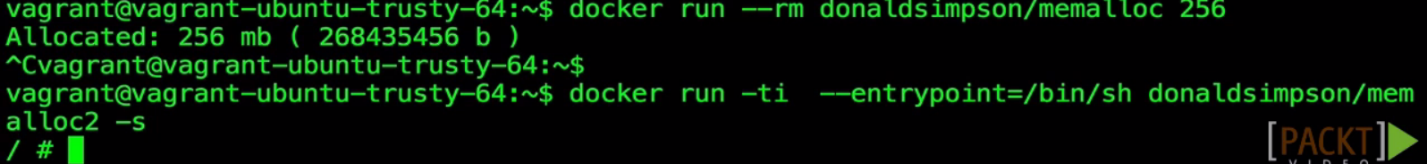 vagrant@vagrant-ubuntu-trusty-64:~$ docker run --rm donaldsimpson/memalloc 256
Allocated: 256 mb ( 268435456 b )
^Cvagrant@vagrant-ubuntu-trusty-64:~$
vagrant@vagrant-ubuntu-trusty-64:~$ docker run -ti  --entrypoint=/bin/sh donaldsimpson/mem
alloc2 -s
/ #
[PACKT]